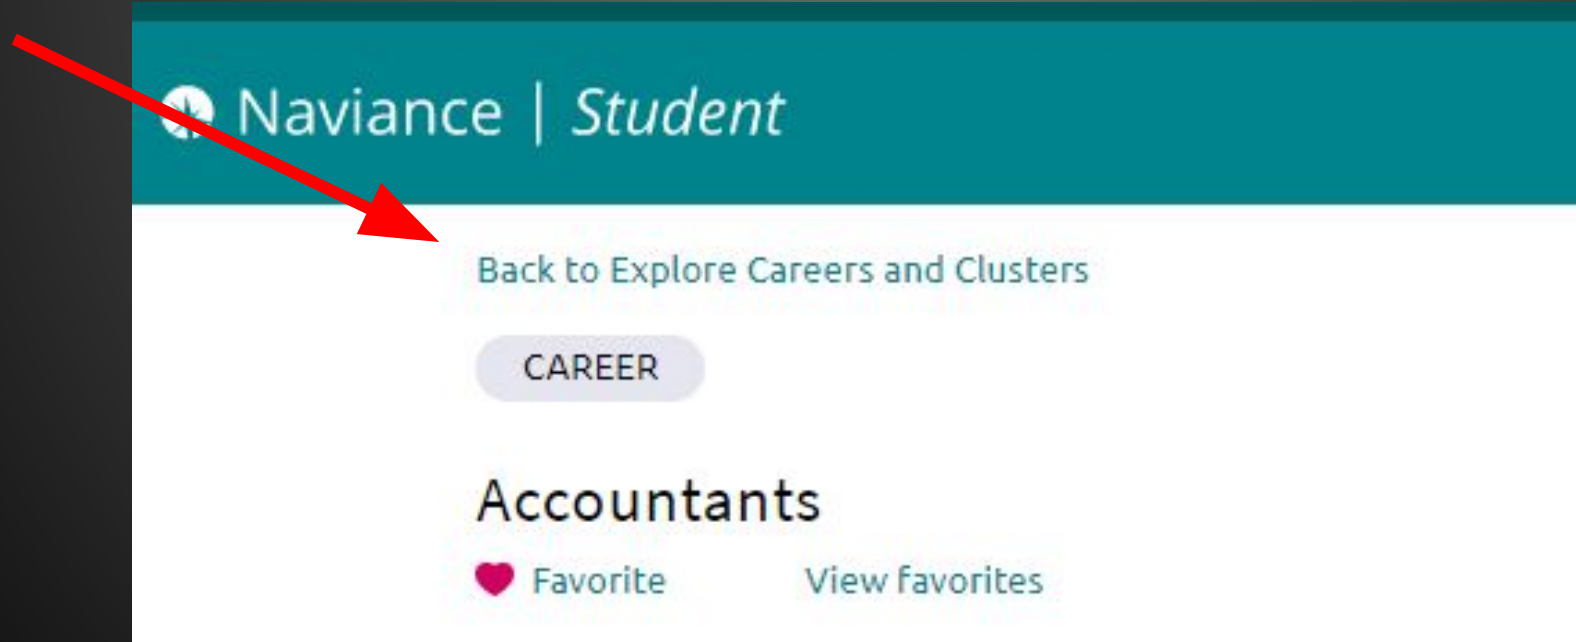 Naviance | Student
Back to Explore Careers and Clusters
CAREER
Accountants
Favorite View favorites